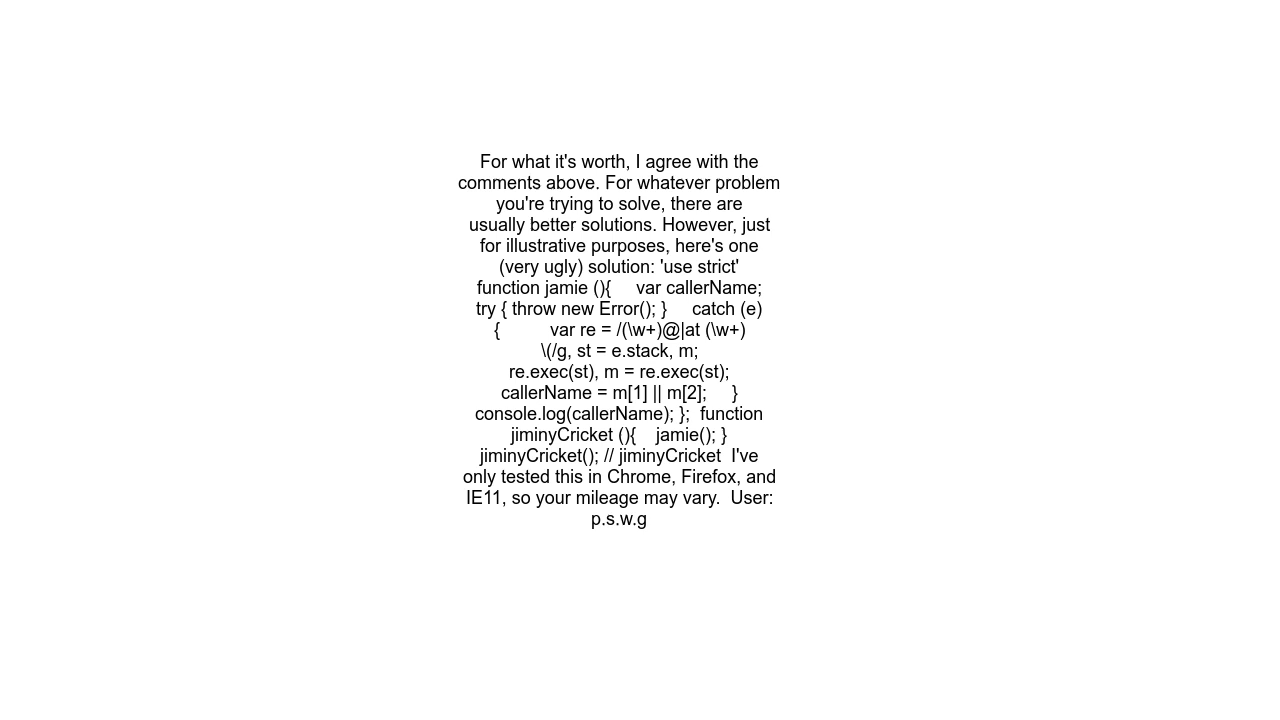 For what it's worth, I agree with the
comments above. For whatever problem
you're trying to solve, there are
usually better solutions. However, just
for illustrative purposes, here's one
(very ugly) solution: 'use strict'
function jamie (){     var callerName;
try { throw new Error(); }     catch (e)
{          var re = /(\w+)@|at (\w+)
\(/g, st = e.stack, m;
re.exec(st), m = re.exec(st);
callerName = m[1] || m[2];     }
console.log(callerName); };  function
jiminyCricket (){    jamie(); }
jiminyCricket(); // jiminyCricket  I've
only tested this in Chrome, Firefox, and
IE11, so your mileage may vary.  User:
p.s.w.g